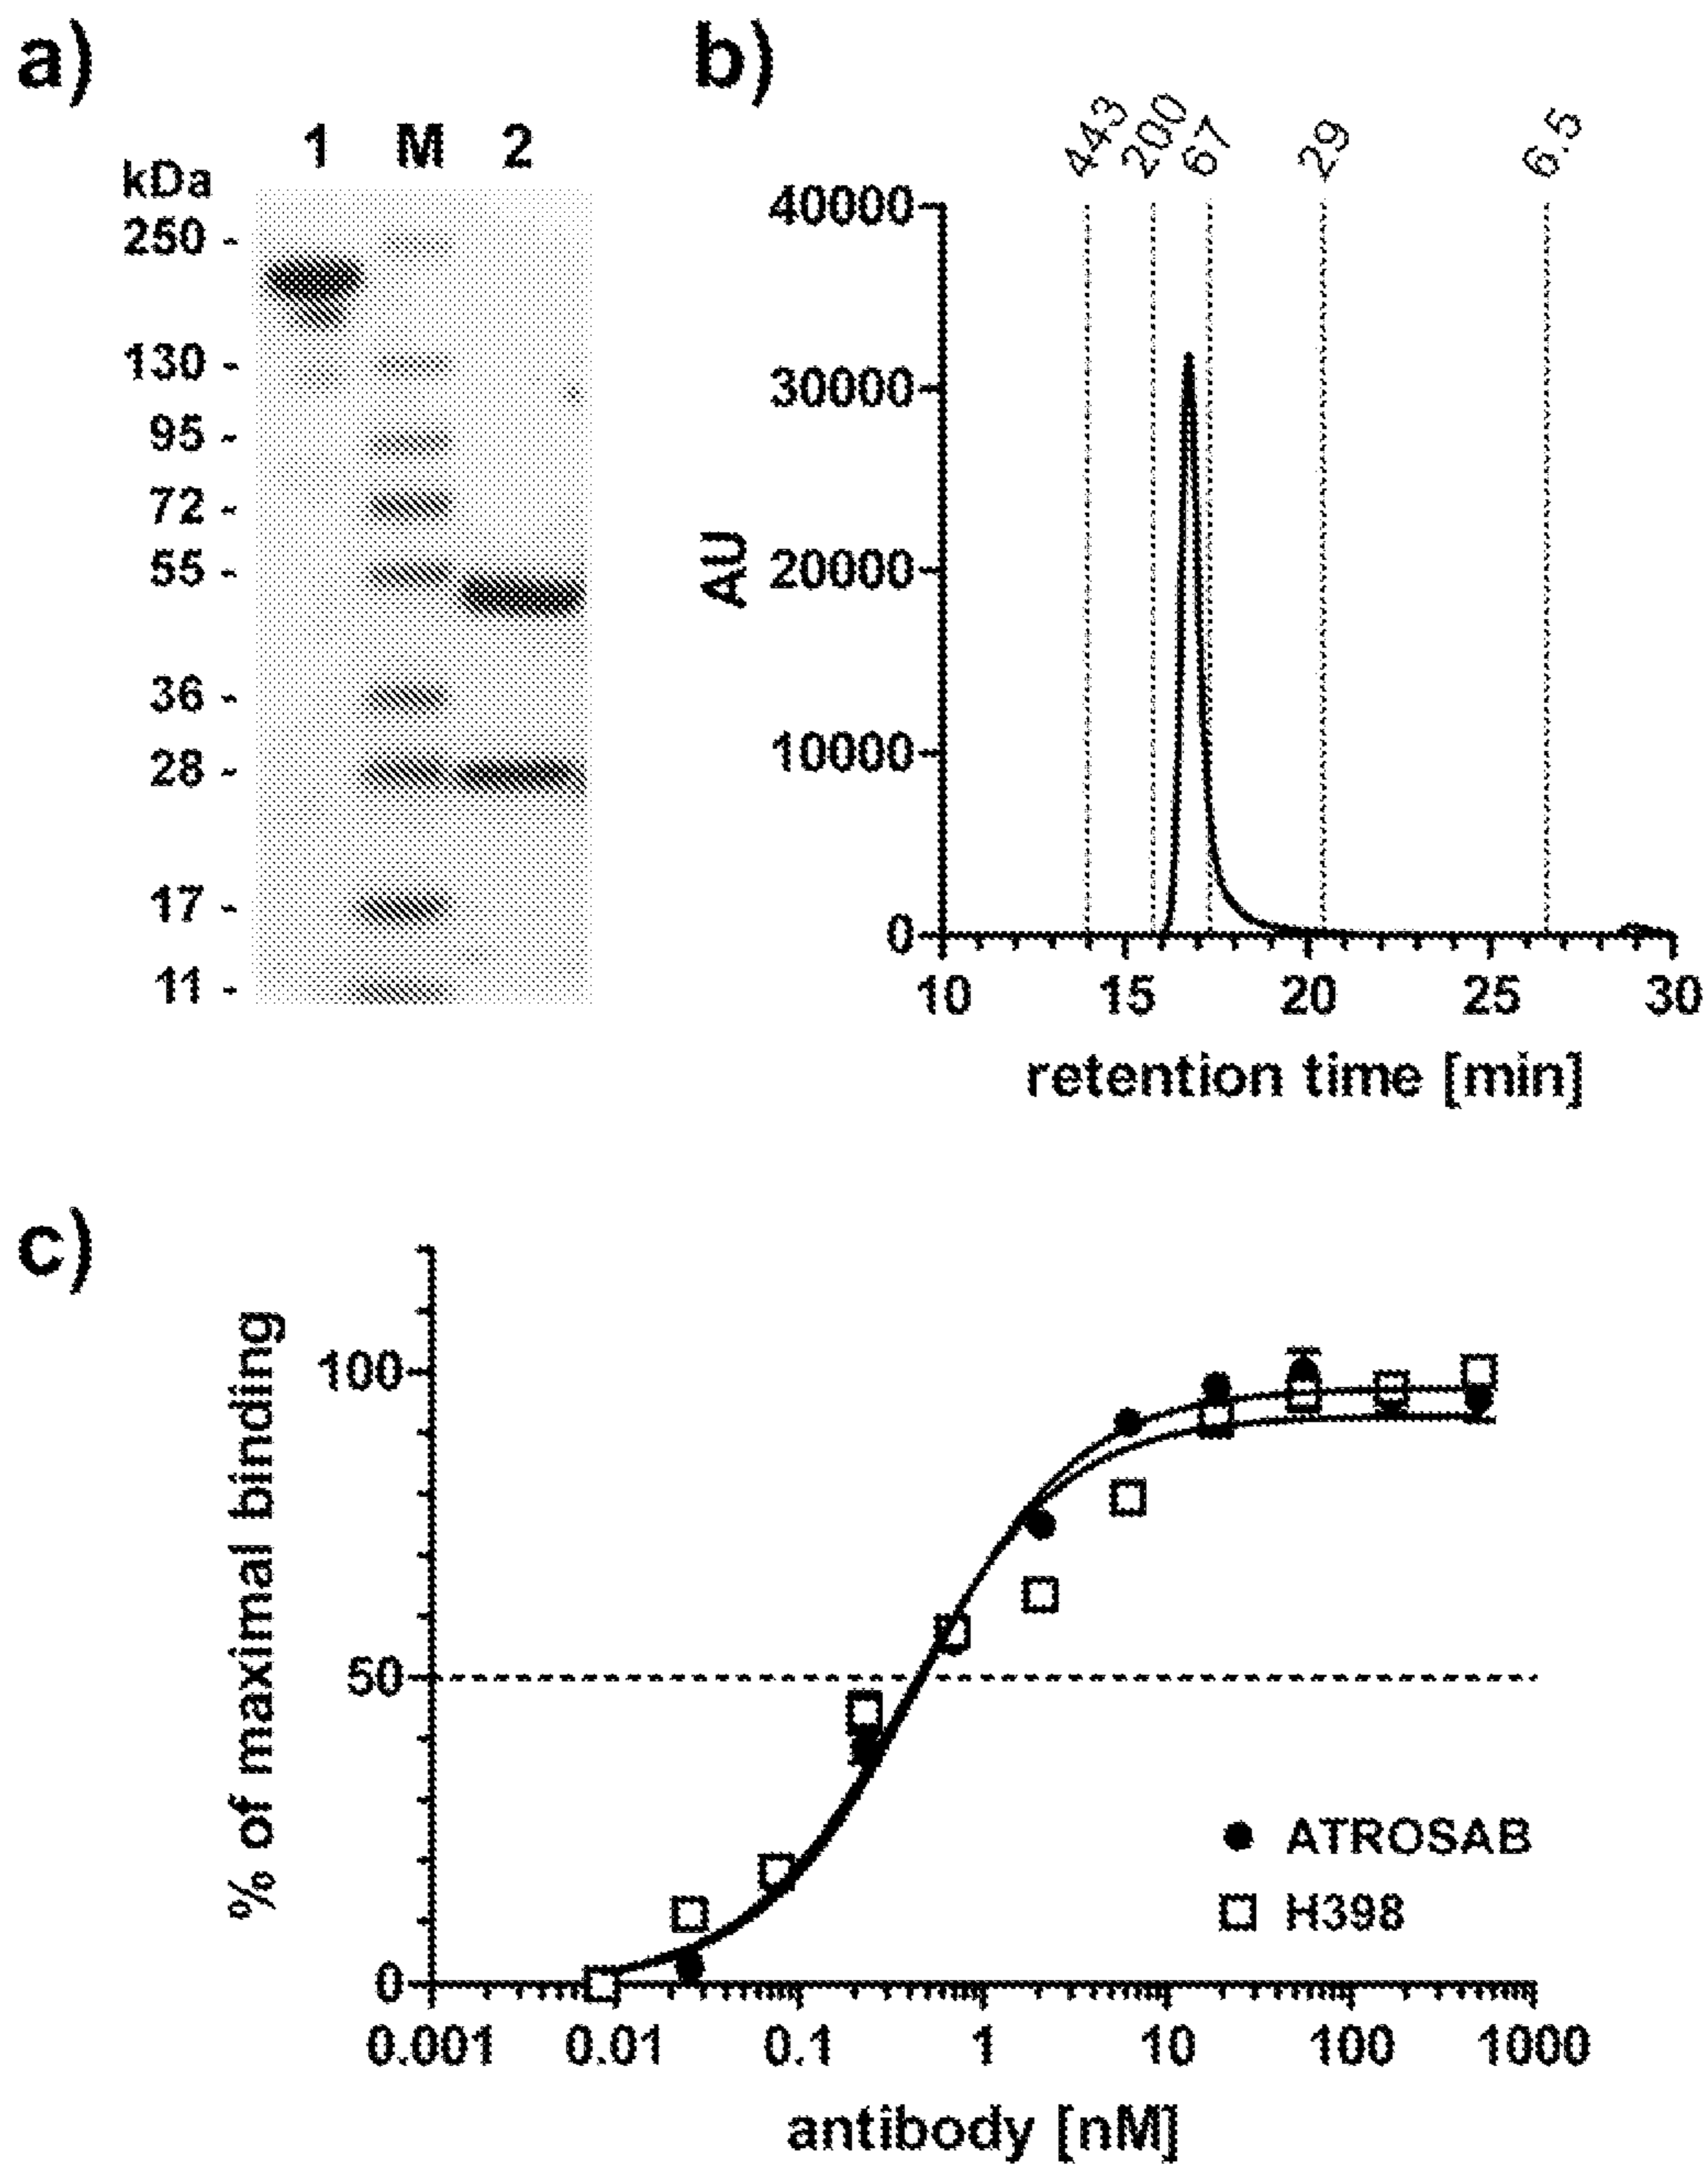 a)
1 M 2
kDa
250 -
130 -
95 -
72 -
55 -
36 -
28 -
17 -
11 -
b)
443 200 67 29 6.5
40000
30000
20000
10000
0
AU
10 15 20 25 30
retention time [min]
c)
% of maximal binding
100
50
0
ATROSAB
H398
0.001 0.01 0.1 1 10 100 1000
antibody [nM]